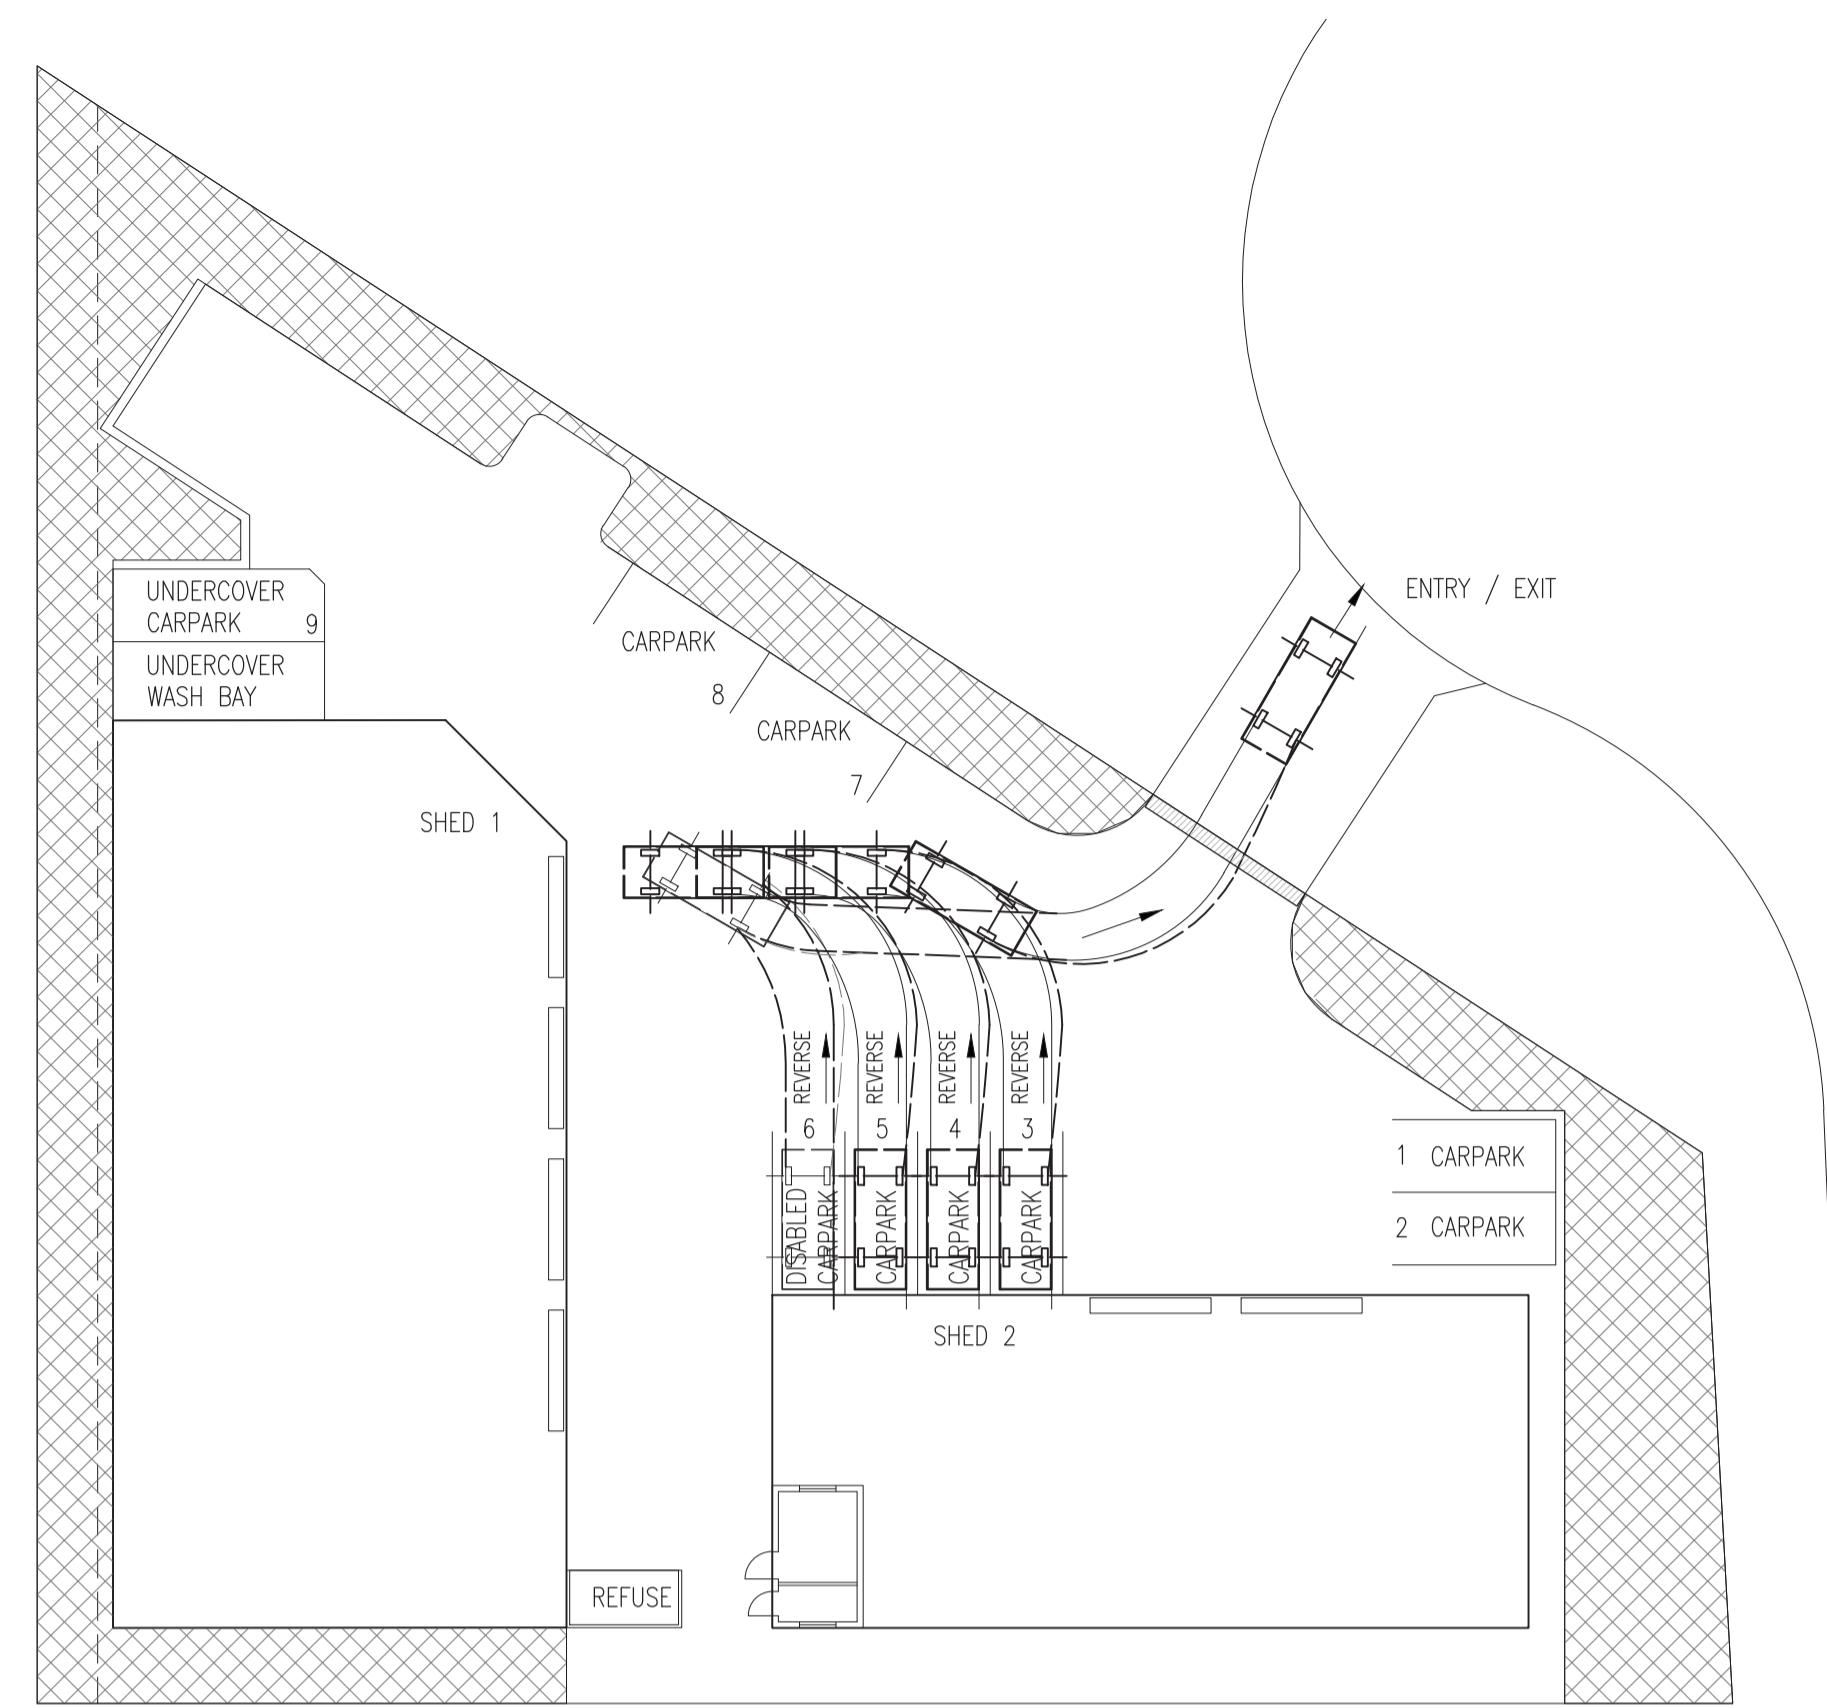 ENTRY / EXIT
UNDERCOVER
CARPARK 9
UNDERCOVER
WASH BAY
CARPARK
8
CARPARK
7
SHED 1
REVERSE
REVERSE
REVERSE
REVERSE
6
5
4
3
DISABLED
CARPARK
CARPARK
CARPARK
CARPARK
1 CARPARK
2 CARPARK
SHED 2
REFUSE